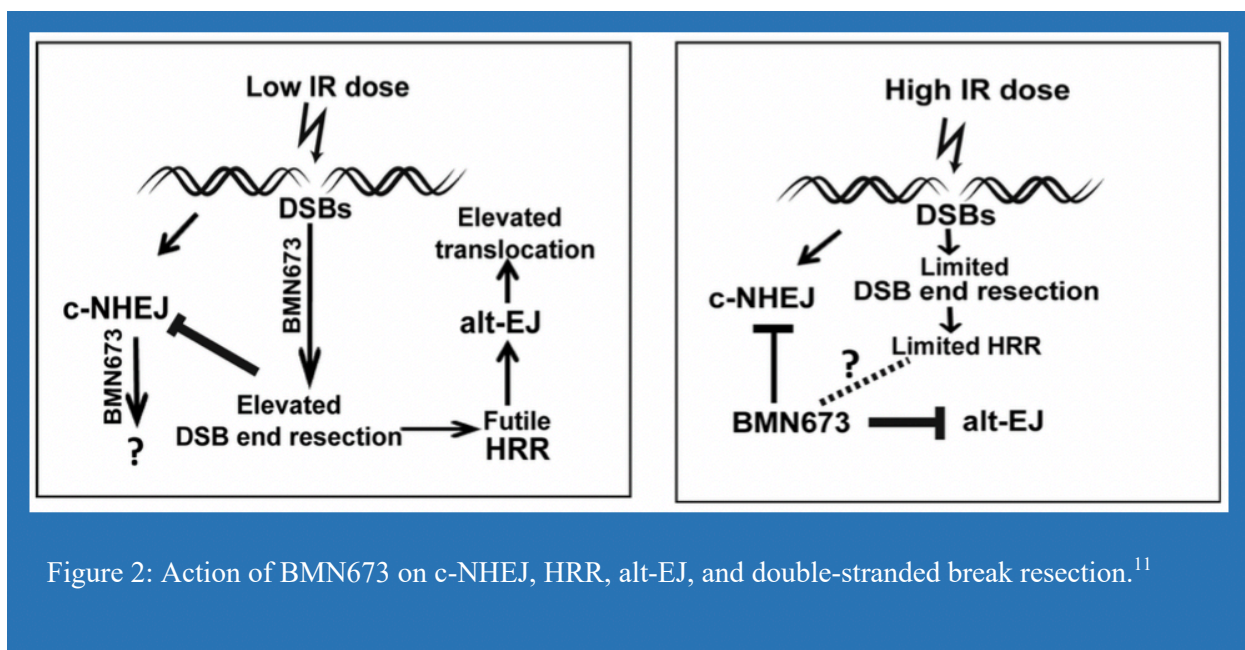 Low IR dose
DSBs
BMN673
c-NHEJ
BMN673
?
Elevated
DSB end resection
Futile
HRR
alt-EJ
Elevated
translocation
High IR dose
DSBs
Limited
DSB end resection
c-NHEJ
Limited HRR
?
BMN673
alt-EJ
Figure 2: Action of BMN673 on c-NHEJ, HRR, alt-EJ, and double-stranded break resection.¹¹